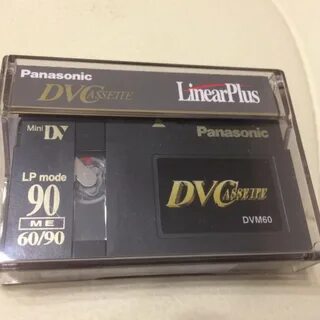 Panasonic
DVCASSETTE
LinearPlus
Mini DV
Panasonic
LP mode
90
ME
60/90
DVCASSETTE
DVM60